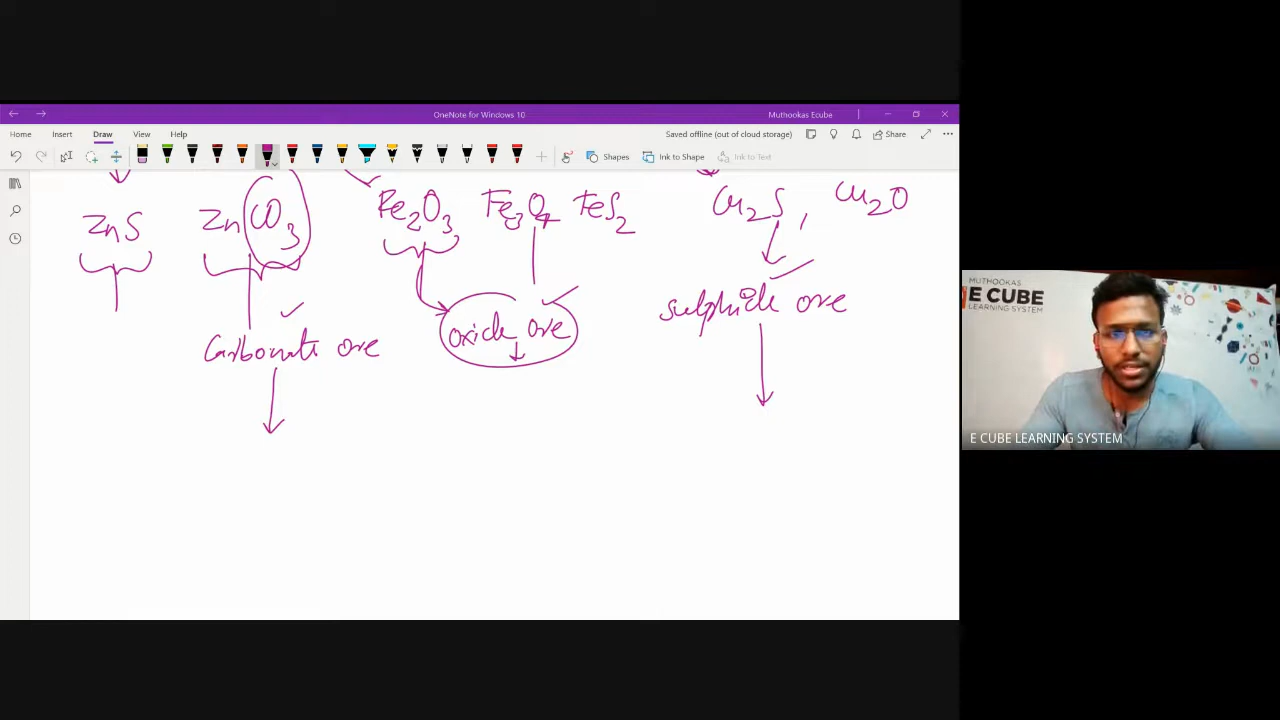 OneNote for Windows 10
Muthookas Ecube
Home Insert Draw View Help
Saved offline (out of cloud storage)
Share
Shapes
Ink to Shape
Ink to Text
ZnS ZnCO3 Fe2O3 Fe3O4 FeS2 Cu2S, Cu2O
sulphide ore
oxide ore
Carbonate ore
MUTHOOKAS
E CUBE
LEARNING SYSTEM
E CUBE LEARNING SYSTEM